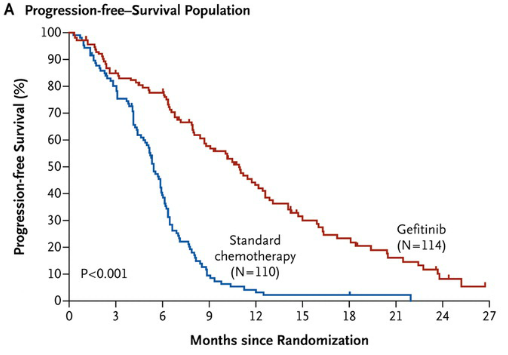 A Progression-free–Survival Population
100
90
80
70
60
50
40
30
20
10
0
Progression-free Survival (%)
P<0.001
Standard
chemotherapy
(N=110)
Gefitinib
(N=114)
0 3 6 9 12 15 18 21 24 27
Months since Randomization